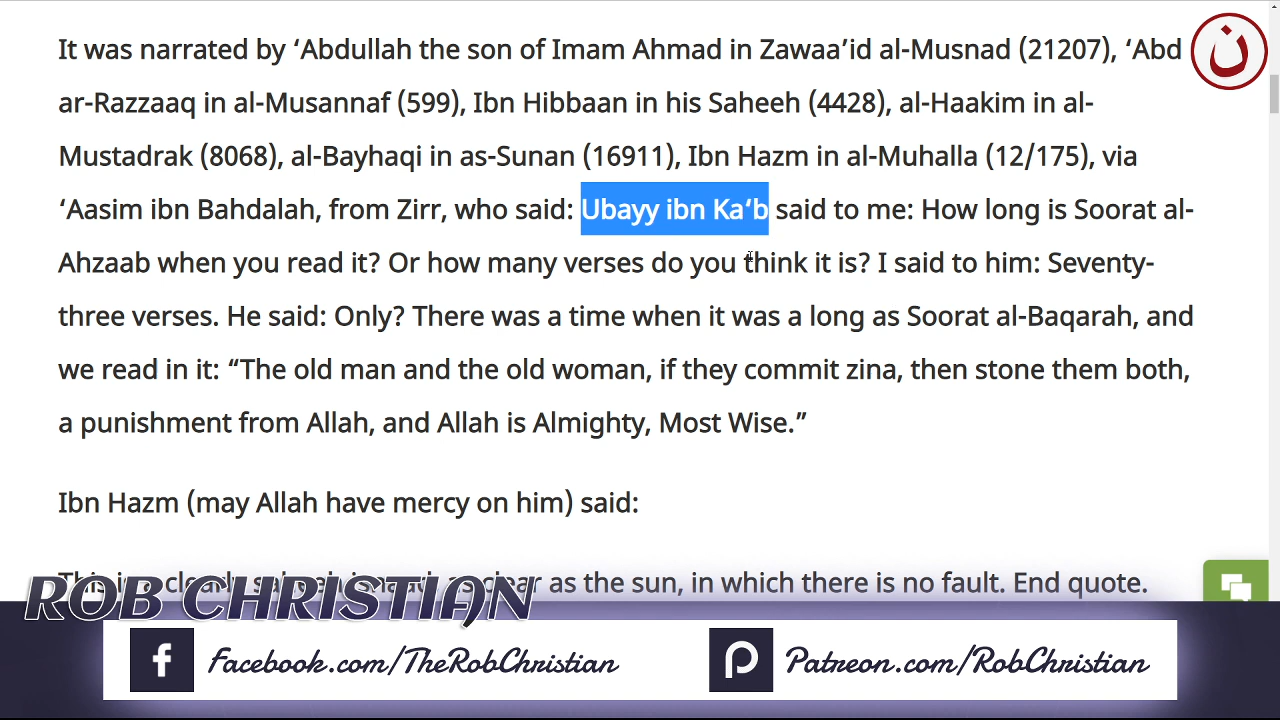 It was narrated by ‘Abdullah the son of Imam Ahmad in Zawaa’id al-Musnad (21207), ‘Abd
ن
ar-Razzaaq in al-Musannaf (599), Ibn Hibbaan in his Saheeh (4428), al-Haakim in al-
Mustadrak (8068), al-Bayhaqi in as-Sunan (16911), Ibn Hazm in al-Muhalla (12/175), via
‘Aasim ibn Bahdalah, from Zirr, who said: Ubayy ibn Ka‘b said to me: How long is Soorat al-
Ahzaab when you read it? Or how many verses do you think it is? I said to him: Seventy-
three verses. He said: Only? There was a time when it was a long as Soorat al-Baqarah, and
we read in it: “The old man and the old woman, if they commit zina, then stone them both,
a punishment from Allah, and Allah is Almighty, Most Wise.”
Ibn Hazm (may Allah have mercy on him) said:
as the sun, in which there is no fault. End quote.
ROB CHRISTIAN
Facebook.com/TheRobChristian
Patreon.com/RobChristian